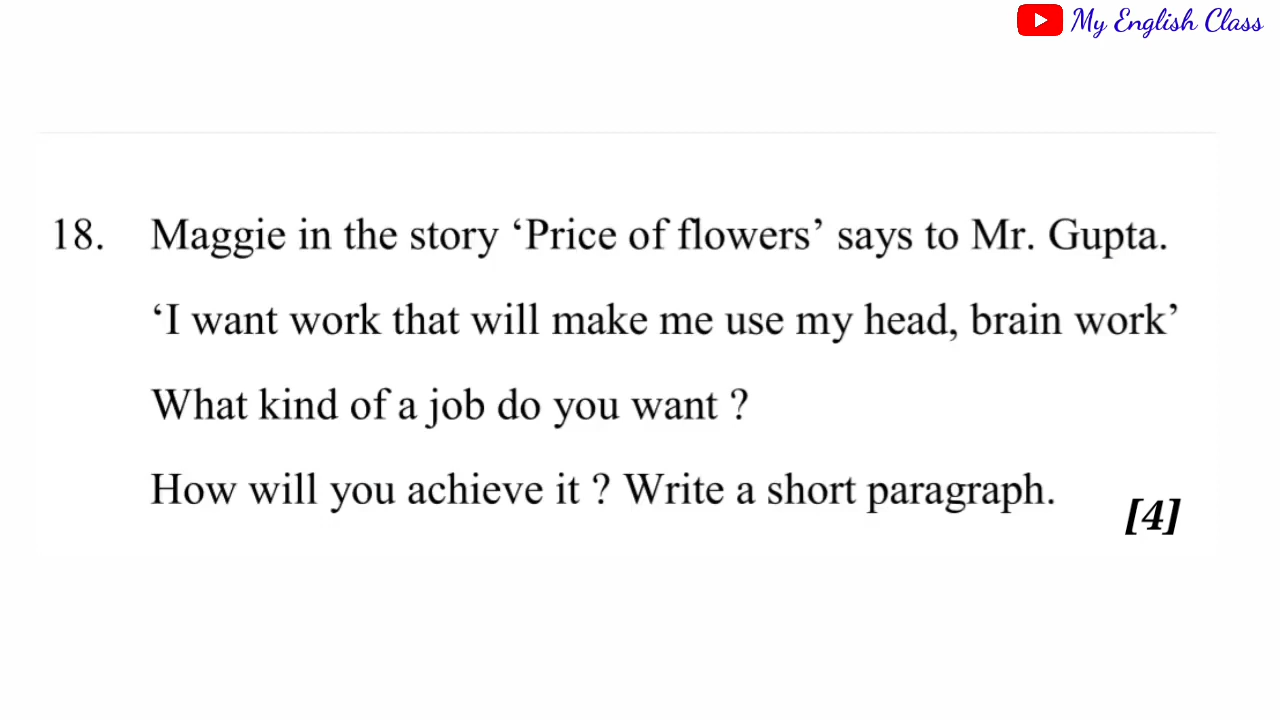 My English Class
18. Maggie in the story ‘Price of flowers’ says to Mr. Gupta.
‘I want work that will make me use my head, brain work’
What kind of a job do you want ?
How will you achieve it ? Write a short paragraph.
[4]